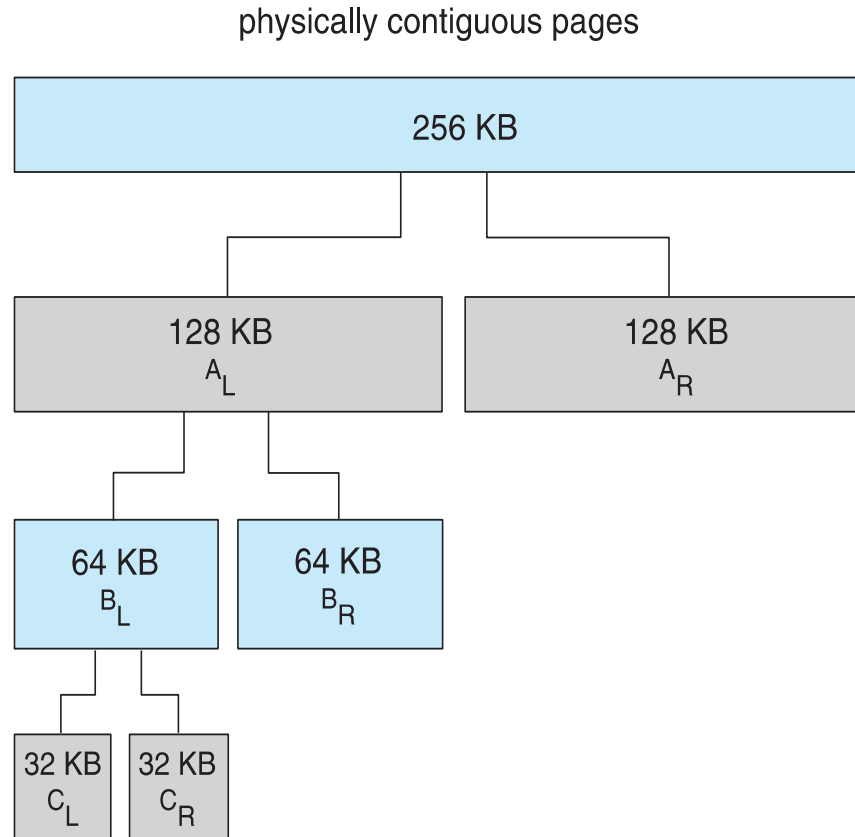 physically contiguous pages
256 KB
128 KB
A_L
128 KB
A_R
64 KB
B_L
64 KB
B_R
32 KB
C_L
32 KB
C_R